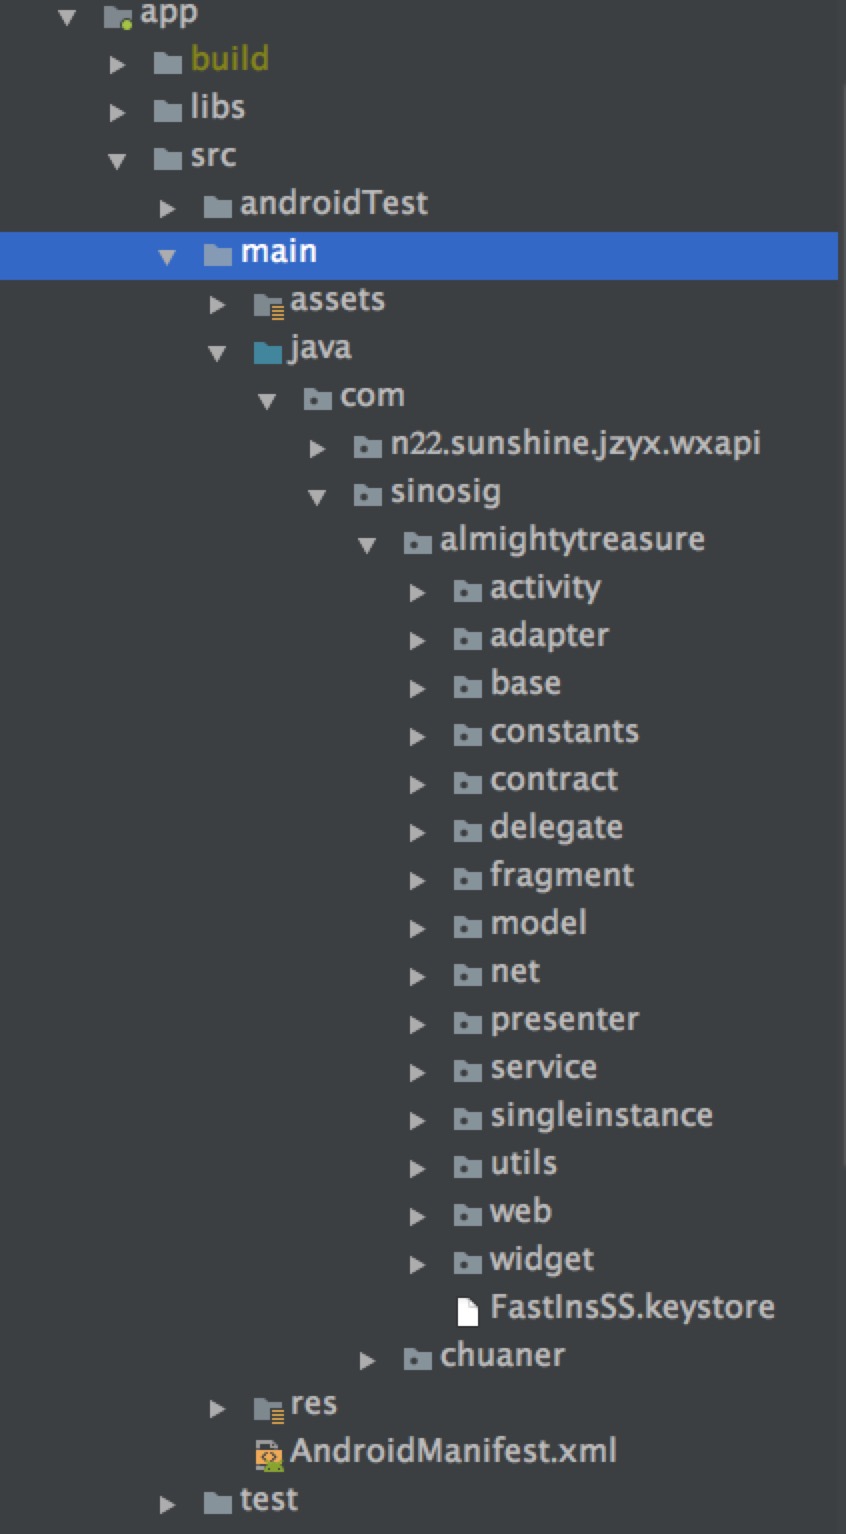 app
build
libs
src
androidTest
main
assets
java
com
n22.sunshine.jzyx.wxapi
sinosig
almightytreasure
activity
adapter
base
constants
contract
delegate
fragment
model
net
presenter
service
singleinstance
utils
web
widget
FastInsSS.keystore
chuaner
res
AndroidManifest.xml
test